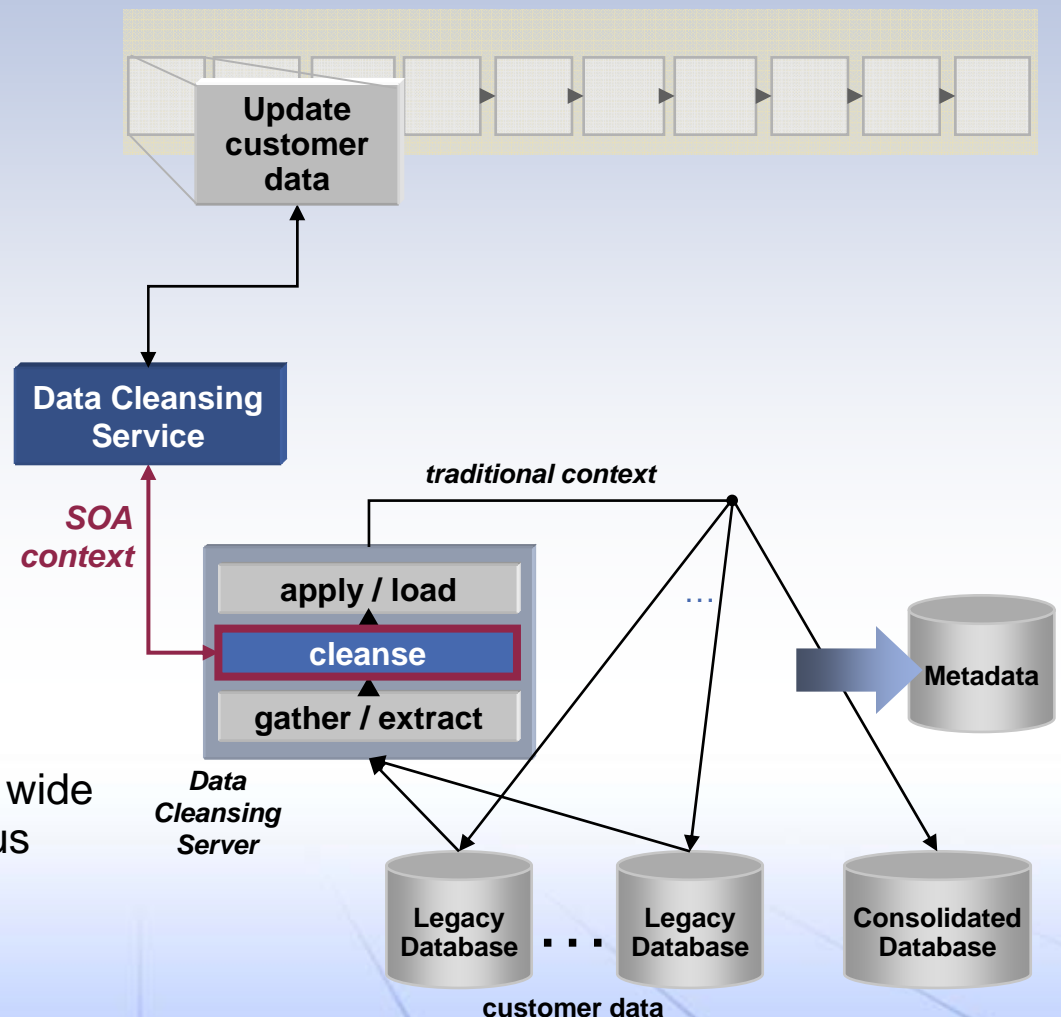 Update
customer
data
Data Cleansing
Service
traditional context
SOA
context
apply / load
...
cleanse
Metadata
gather / extract
wide
us
Data
Cleansing
Server
Legacy
Database
...
Legacy
Database
Consolidated
Database
customer data